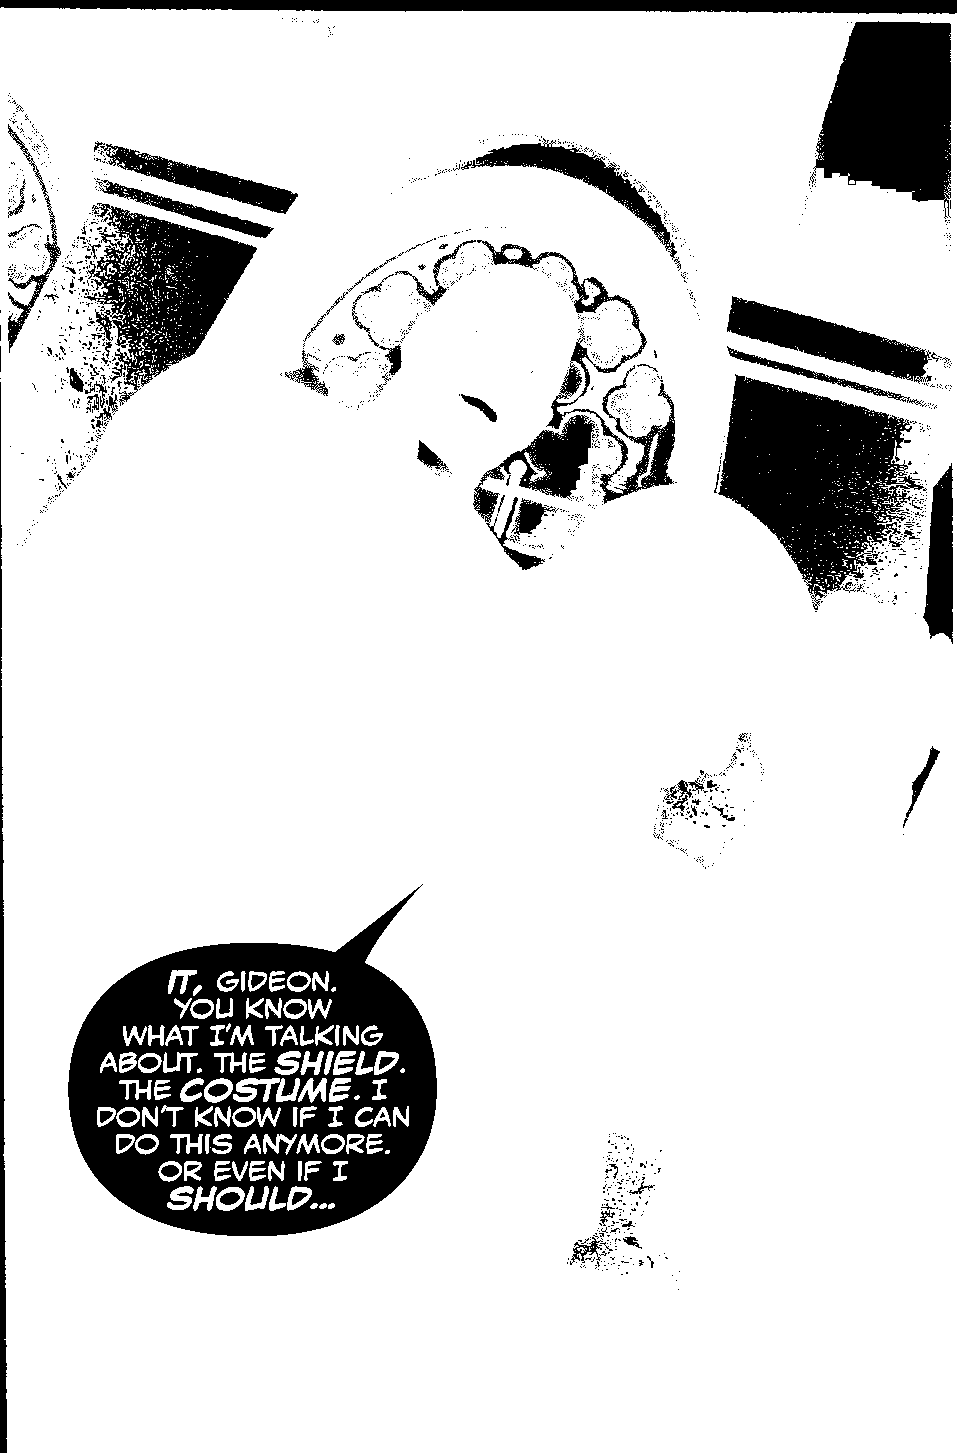 IT, GIDEON.
YOU KNOW
WHAT I'M TALKING
ABOUT. THE SHIELD.
THE COSTUME. I
DON'T KNOW IF I CAN
DO THIS ANYMORE.
OR EVEN IF I
SHOULD...